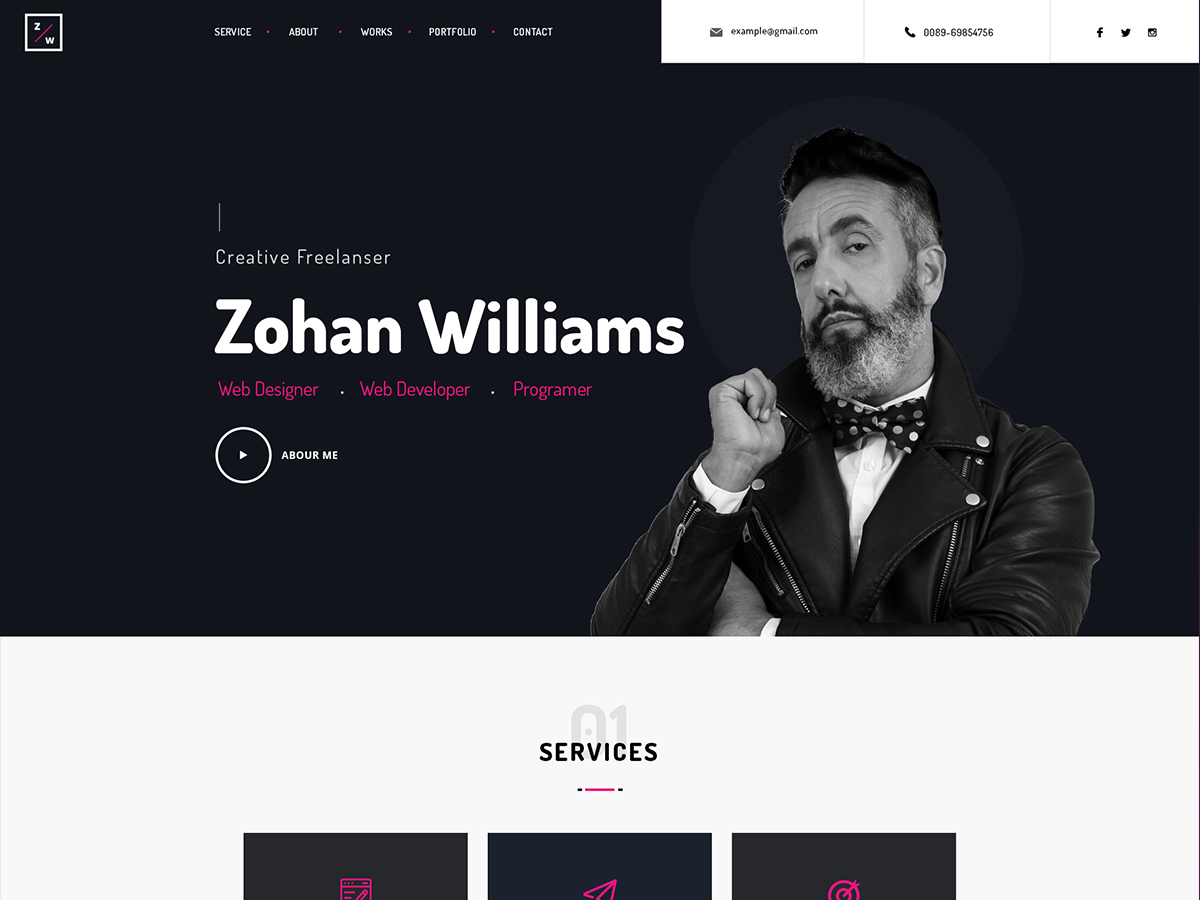 Z
W
SERVICE • ABOUT • WORKS • PORTFOLIO • CONTACT
example@gmail.com
0089-69854756
Creative Freelanser
Zohan Williams
Web Designer . Web Developer . Programer
ABOUR ME
01
SERVICES